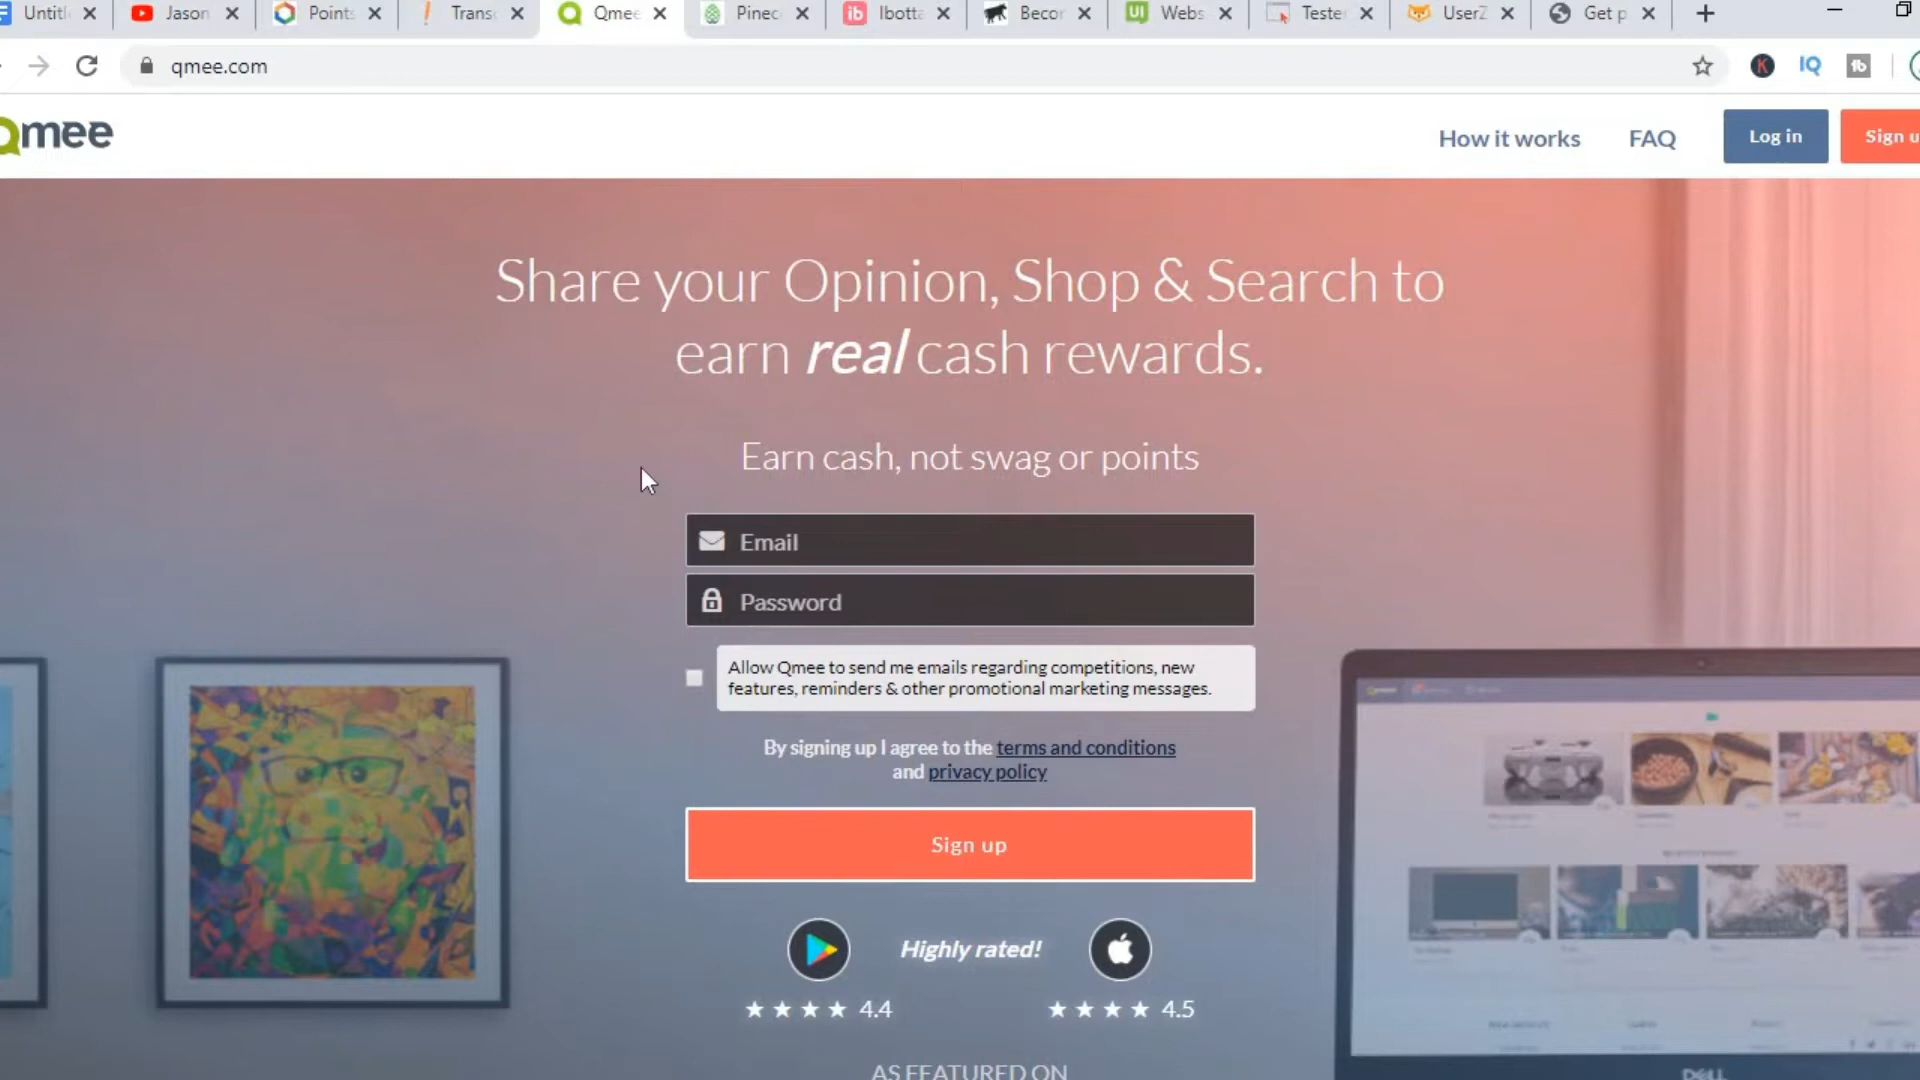 Untitl
Jason
Points
Trans
Qmee
Pinec
Ibotta
Becor
Webs
Teste
UserZ
Get p
qmee.com
IQ
Qmee
How it works
FAQ
Log in
Sign u
Share your Opinion, Shop & Search to
earn real cash rewards.
Earn cash, not swag or points
Email
Password
Allow Qmee to send me emails regarding competitions, new
features, reminders & other promotional marketing messages.
By signing up I agree to the terms and conditions
and privacy policy
Sign up
Highly rated!
4.4
4.5
AS FEATURED ON
DELL